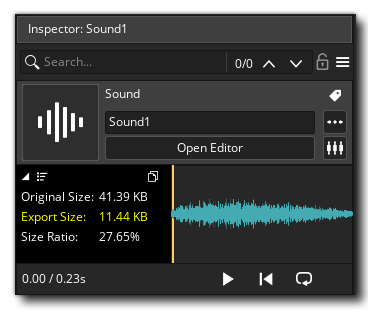 Inspector: Sound1
Search...
0/0
Sound
Sound1
Open Editor
Original Size: 41.39 KB
Export Size: 11.44 KB
Size Ratio: 27.65%
0.00 / 0.23s